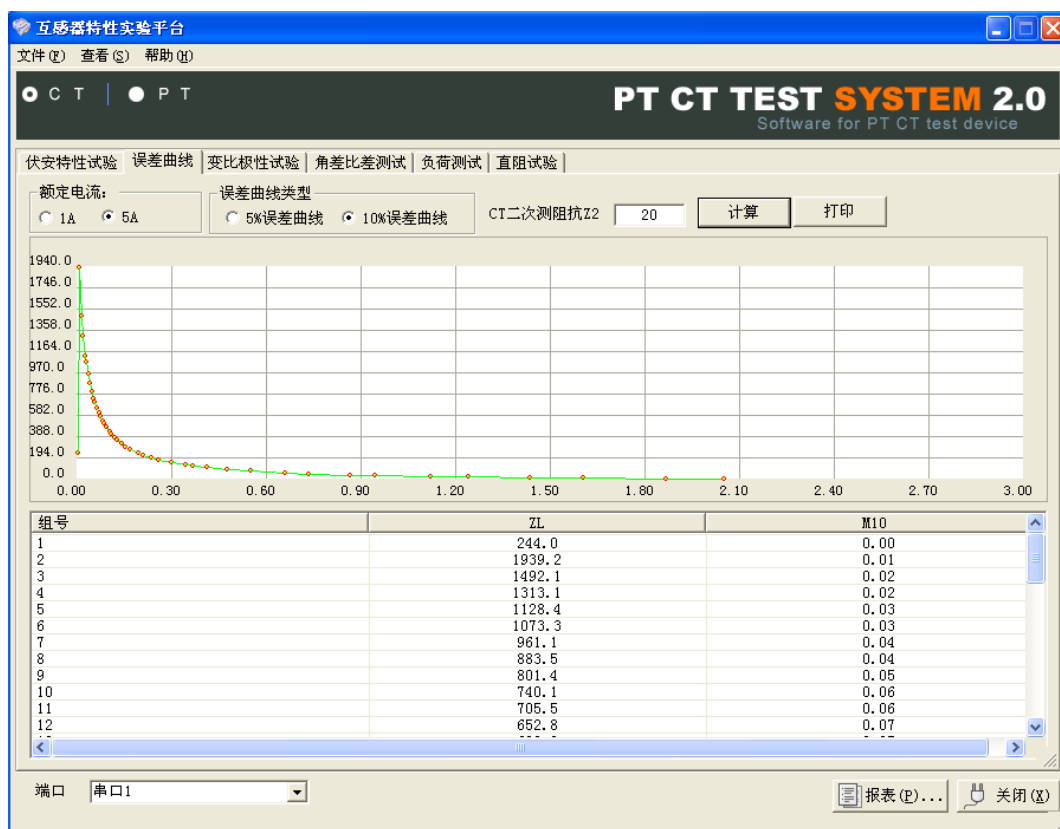 互感器特性实验平台
文件(F) 查看(S) 帮助(H)
CT PT
PT CT TEST SYSTEM 2.0
Software for PT CT test device
伏安特性试验 误差曲线 变比极性试验 角差比差测试 负荷测试 直阻试验
额定电流: 误差曲线类型
1A 5A 5%误差曲线 10%误差曲线 CT二次测阻抗Z2 20 计算 打印
1940.0
1746.0
1552.0
1358.0
1164.0
970.0
776.0
582.0
388.0
194.0
0.0
0.00 0.30 0.60 0.90 1.20 1.50 1.80 2.10 2.40 2.70 3.00
组号 ZL M10
1 244.0 0.00
2 1939.2 0.01
3 1492.1 0.02
4 1313.1 0.02
5 1128.4 0.03
6 1073.3 0.03
7 961.1 0.04
8 883.5 0.04
9 801.4 0.05
10 740.1 0.06
11 705.5 0.06
12 652.8 0.07
端口 串口1 报表(P)... 关闭(X)